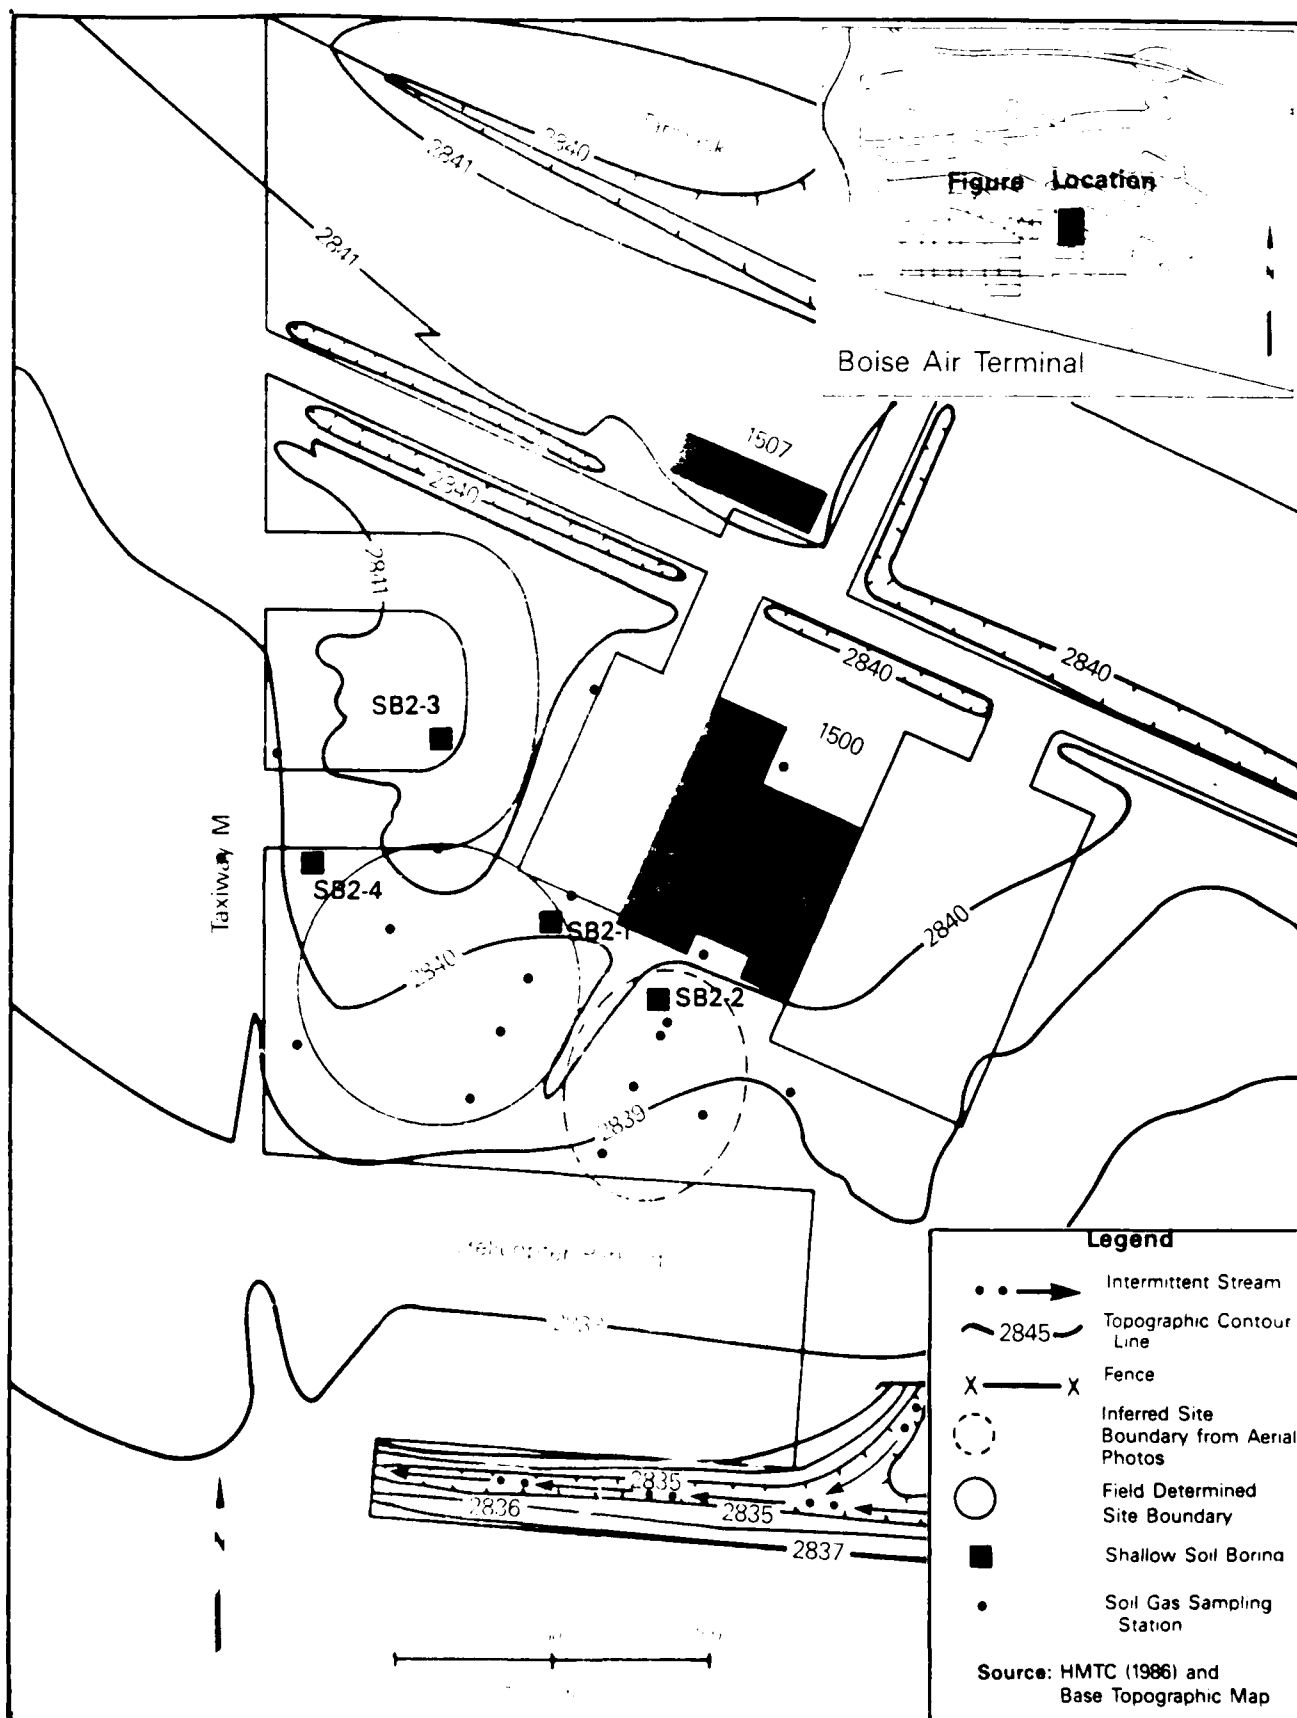 2840
2841
Figure Location
N
Boise Air Terminal
2841
1507
2840
2841
2840
2840
SB2-3
1500
Taxiway M
SB2-4
SB2-1
2840
2840
SB2-2
2839
Legend
Intermittent Stream
2845
Topographic Contour
Line
X X
Fence
Inferred Site
Boundary from Aerial
Photos
Field Determined
Site Boundary
Shallow Soil Boring
Soil Gas Sampling
Station
Source: HMTC (1986) and
Base Topographic Map
2835
2836
2835
2837
N